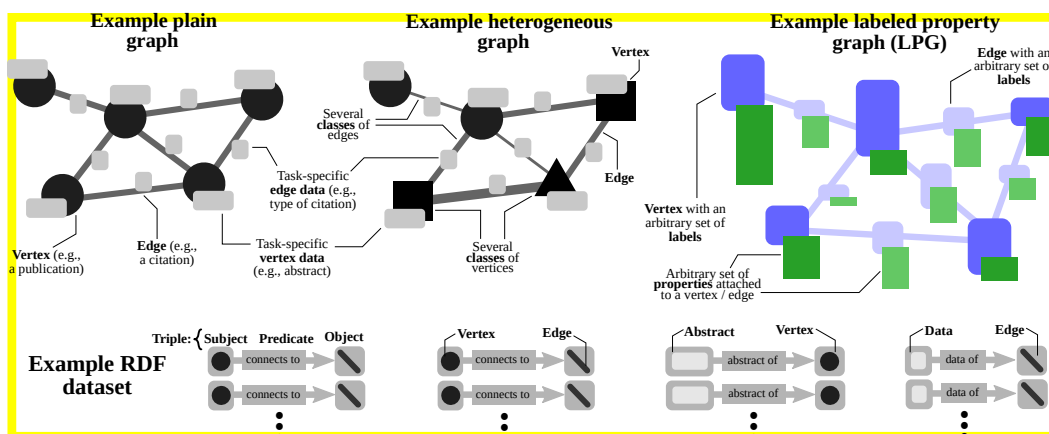 Example plain
graph
Example heterogeneous
graph
Example labeled property
graph (LPG)
Vertex
Edge with an
arbitrary set of
labels
Several
classes of
edges
Task-specific
edge data (e.g.,
type of citation)
Edge
Vertex with an
arbitrary set of
labels
Vertex (e.g.,
a publication)
Edge (e.g.,
a citation)
Task-specific
vertex data
(e.g., abstract)
Several
classes of
vertices
Arbitrary set of
properties attached
to a vertex / edge
Example RDF
dataset
Triple: { Subject Predicate Object
connects to
connects to
Vertex Edge
connects to
connects to
Abstract Vertex
abstract of
abstract of
Data Edge
data of
data of